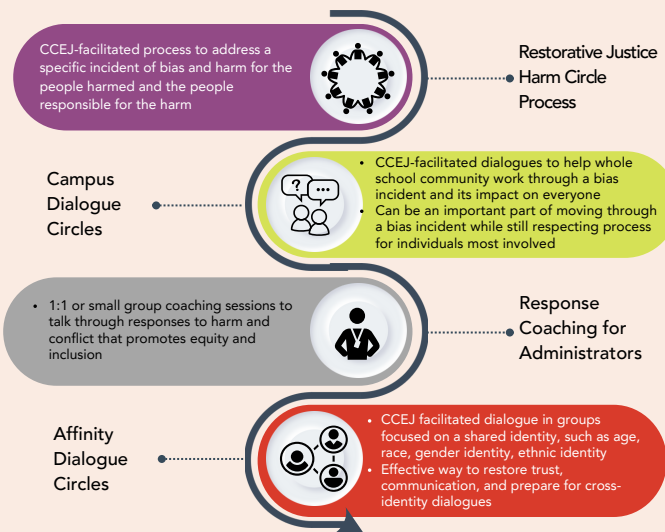 CCEJ-facilitated process to address a
specific incident of bias and harm for the
people harmed and the people
responsible for the harm
Restorative Justice
Harm Circle
Process
Campus
Dialogue
Circles
? ...
• CCEJ-facilitated dialogues to help whole
school community work through a bias
incident and its impact on everyone
• Can be an important part of moving through
a bias incident while still respecting process
for individuals most involved
• 1:1 or small group coaching sessions to
talk through responses to harm and
conflict that promotes equity and
inclusion
Response
Coaching for
Administrators
Affinity
Dialogue
Circles
• CCEJ facilitated dialogue in groups
focused on a shared identity, such as age,
race, gender identity, ethnic identity
• Effective way to restore trust,
communication, and prepare for cross-
identity dialogues